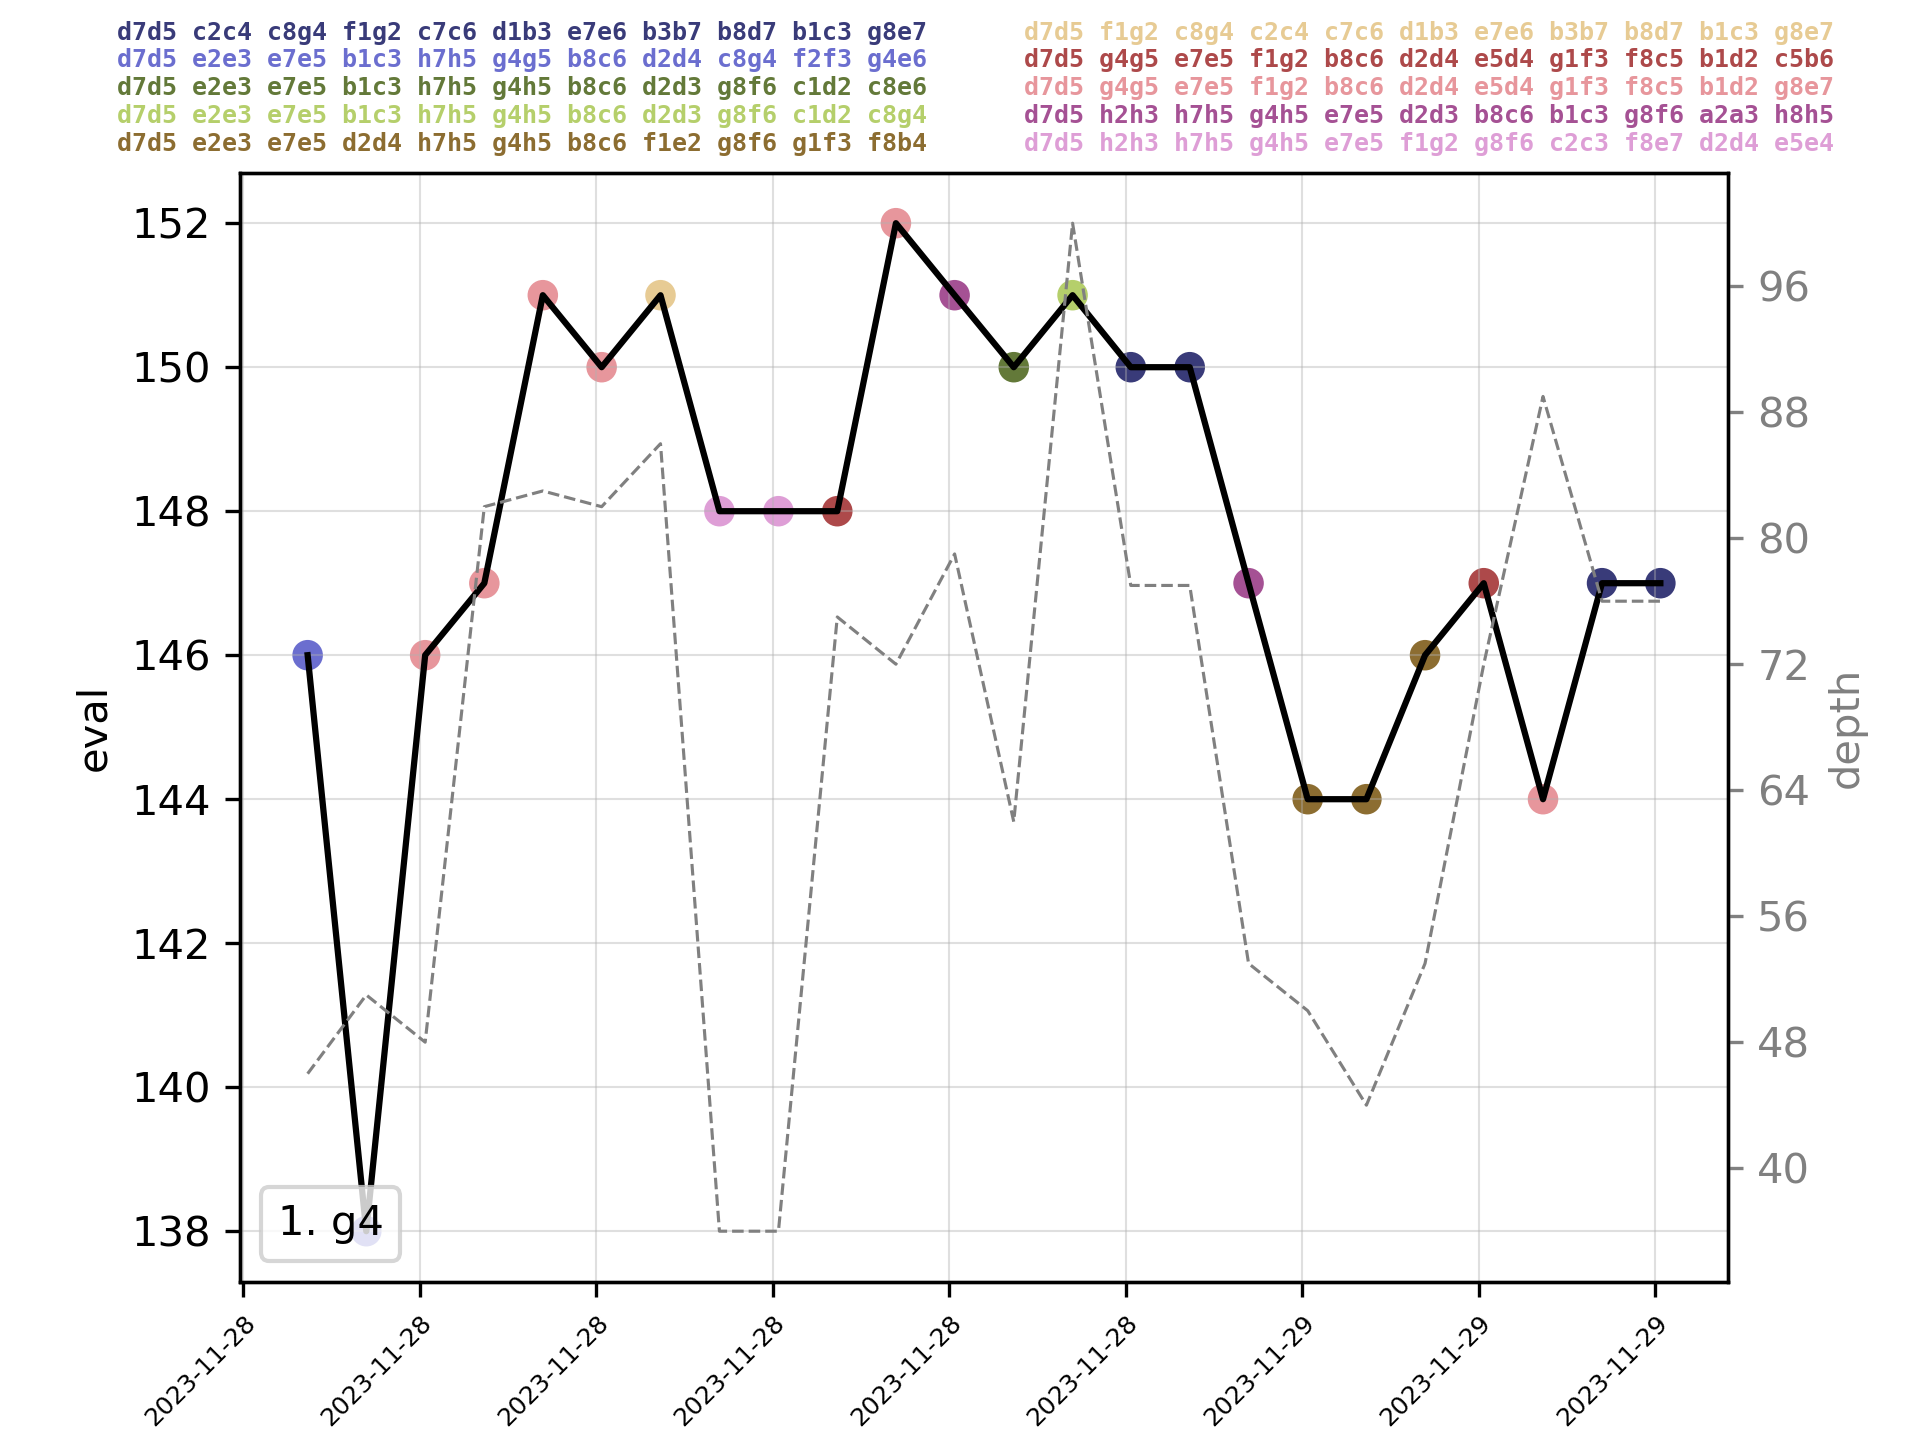 d7d5 c2c4 c8g4 f1g2 c7c6 d1b3 e7e6 b3b7 b8d7 b1c3 g8e7
d7d5 e2e3 e7e5 b1c3 h7h5 g4g5 b8c6 d2d4 c8g4 f2f3 g4e6
d7d5 e2e3 e7e5 b1c3 h7h5 g4h5 b8c6 d2d3 g8f6 c1d2 c8e6
d7d5 e2e3 e7e5 b1c3 h7h5 g4h5 b8c6 d2d3 g8f6 c1d2 c8g4
d7d5 e2e3 e7e5 d2d4 h7h5 g4h5 b8c6 f1e2 g8f6 g1f3 f8b4
d7d5 f1g2 c8g4 c2c4 c7c6 d1b3 e7e6 b3b7 b8d7 b1c3 g8e7
d7d5 g4g5 e7e5 f1g2 b8c6 d2d4 e5d4 g1f3 f8c5 b1d2 c5b6
d7d5 g4g5 e7e5 f1g2 b8c6 d2d4 e5d4 g1f3 f8c5 b1d2 g8e7
d7d5 h2h3 h7h5 g4h5 e7e5 d2d3 b8c6 b1c3 g8f6 a2a3 h8h5
d7d5 h2h3 h7h5 g4h5 e7e5 f1g2 g8f6 c2c3 f8e7 d2d4 e5e4
152
150
148
146
144
142
140
138
eval
96
88
80
72
64
56
48
40
depth
1. g4
2023-11-28
2023-11-28
2023-11-28
2023-11-28
2023-11-28
2023-11-28
2023-11-29
2023-11-29
2023-11-29